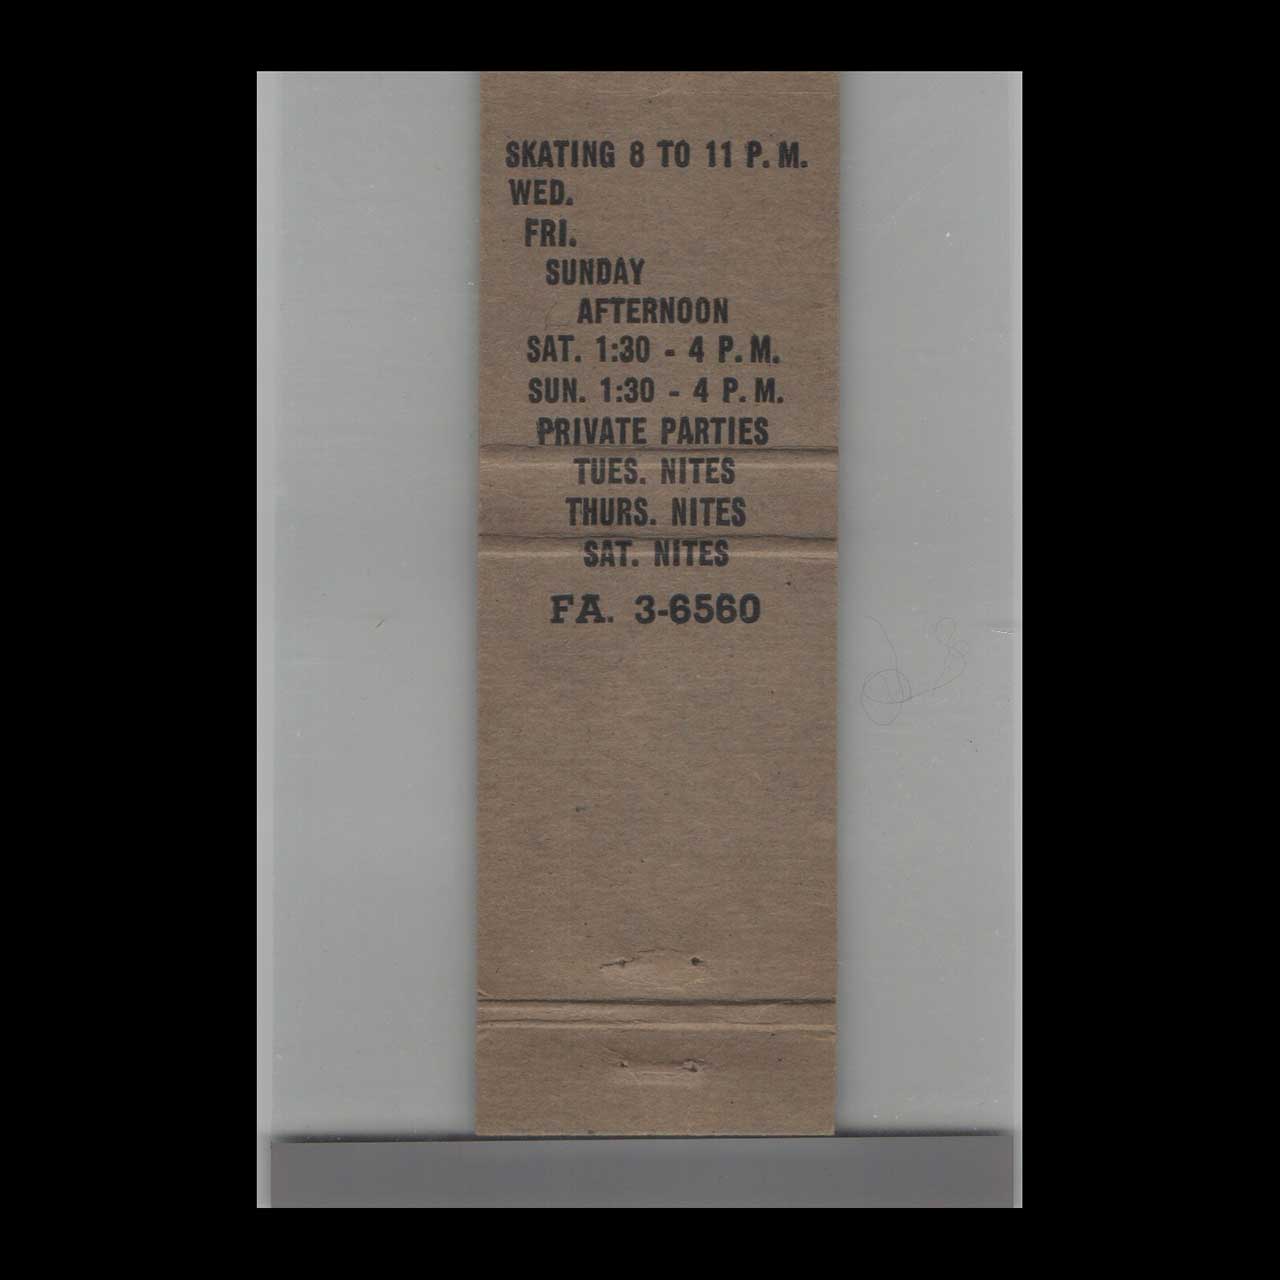 SKATING 8 TO 11 P. M.
WED.
FRI.
SUNDAY
AFTERNOON
SAT. 1:30 - 4 P. M.
SUN. 1:30 - 4 P. M.
PRIVATE PARTIES
TUES. NITES
THURS. NITES
SAT. NITES
FA. 3-6560